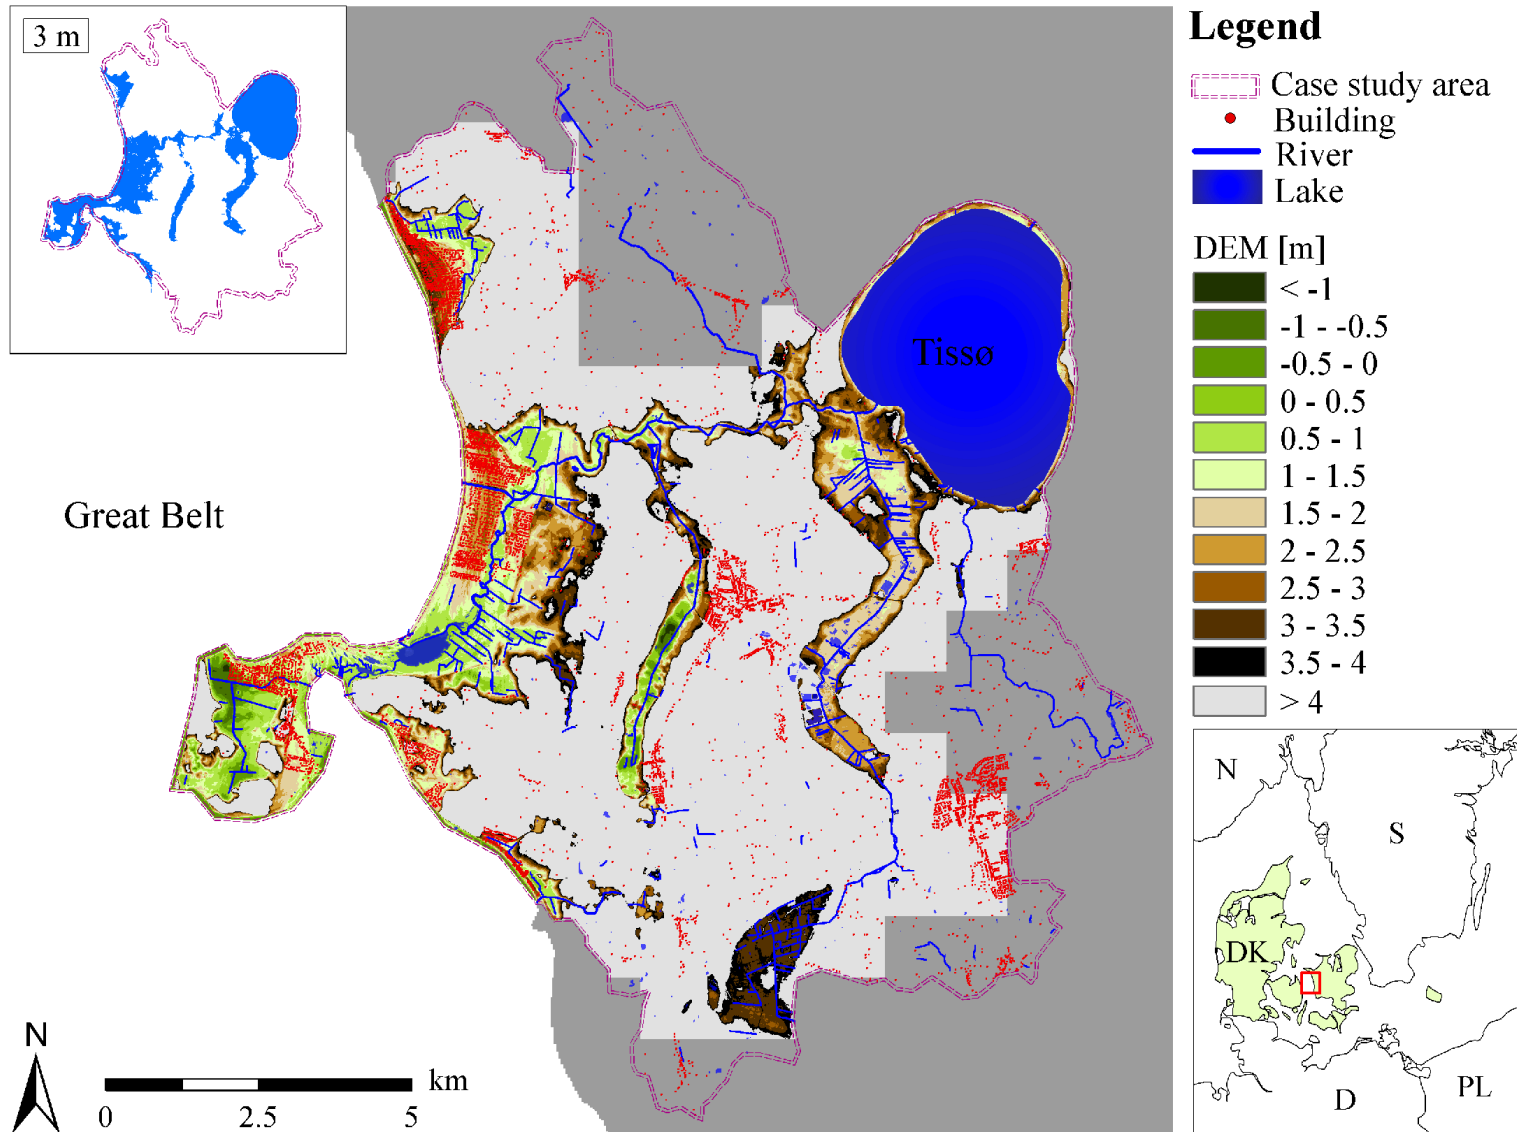 3 m
Great Belt
Tissø
N
km
0 2.5 5
Legend
Case study area
Building
River
Lake
DEM [m]
< -1
-1 - -0.5
-0.5 - 0
0 - 0.5
0.5 - 1
1 - 1.5
1.5 - 2
2 - 2.5
2.5 - 3
3 - 3.5
3.5 - 4
> 4
N
S
DK
D
PL